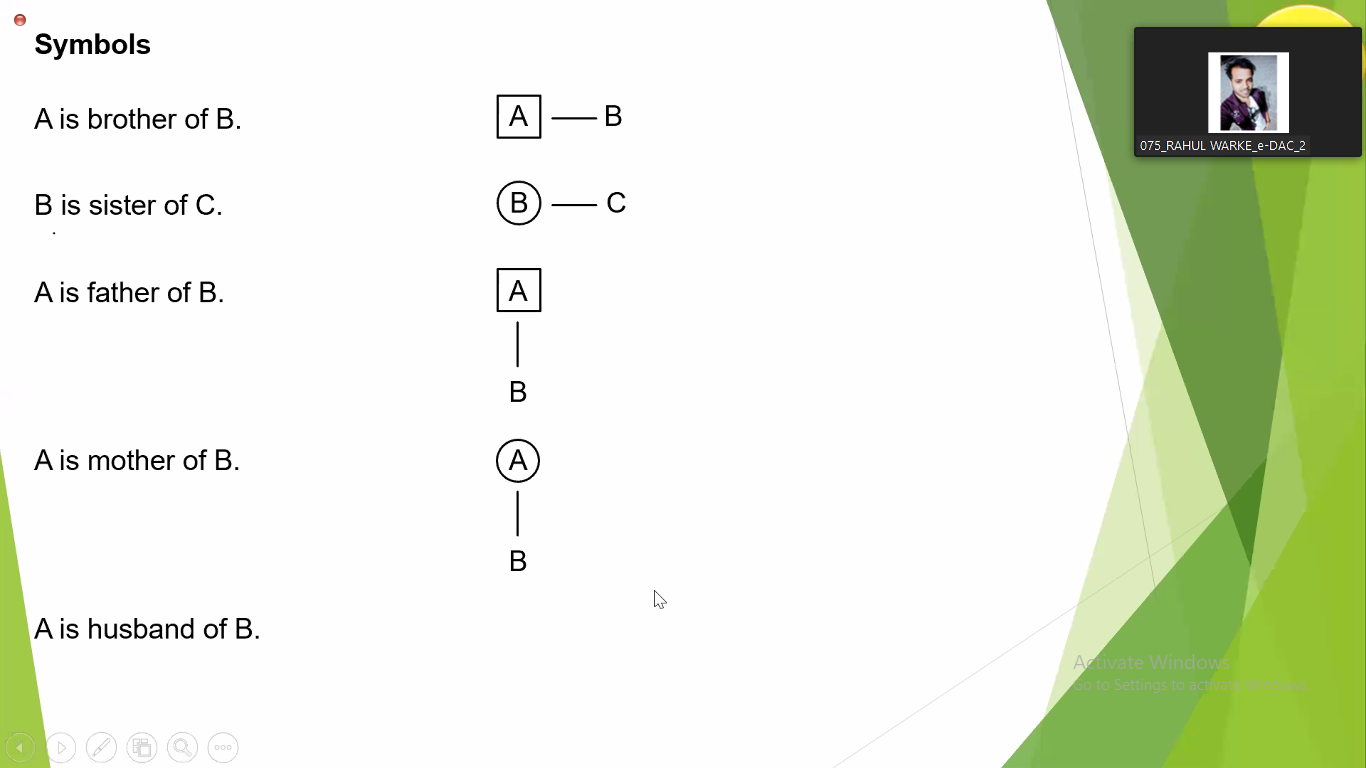 Symbols
A is brother of B.
A — B
B is sister of C.
B — C
A is father of B.
A
B
A is mother of B.
A
B
A is husband of B.
075_RAHUL WARKE_e-DAC_2
Activate Windows
Go to Settings to activate Windows.